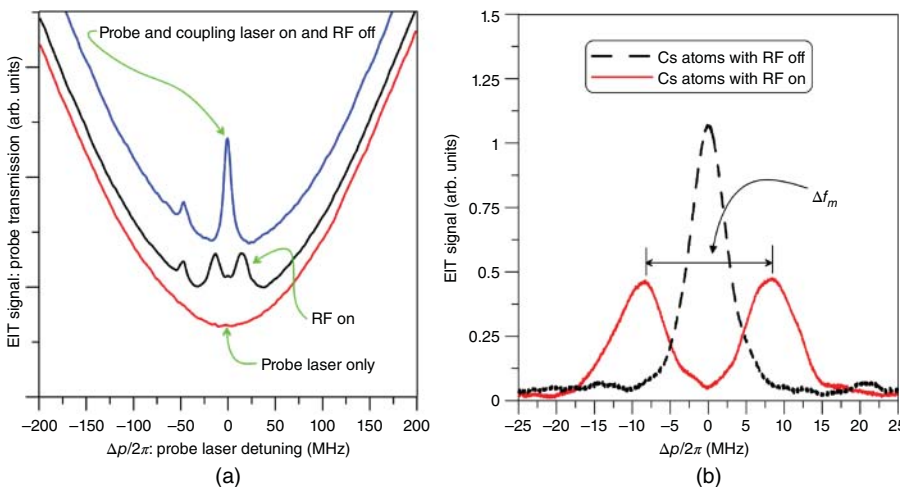 Probe and coupling laser on and RF off
EIT signal: probe transmission (arb. units)
RF on
Probe laser only
−200 −150 −100 −50 0 50 100 150 200
Δp/2π: probe laser detuning (MHz)
(a)
1.5
1.25
1
0.75
0.5
0.25
0
EIT signal (arb. units)
Cs atoms with RF off
Cs atoms with RF on
Δfm
−25 −20 −15 −10 −5 0 5 10 15 20 25
Δp/2π (MHz)
(b)